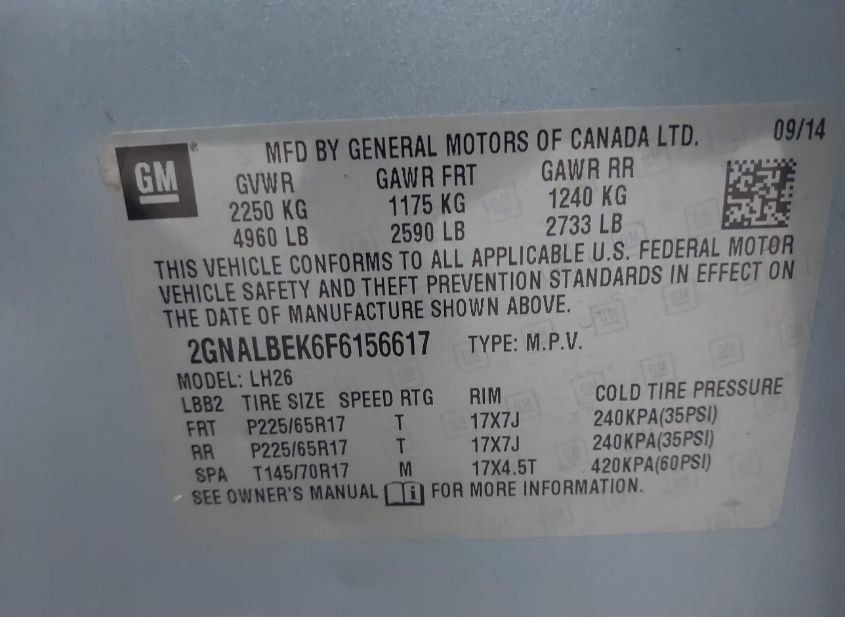 GM
MFD BY GENERAL MOTORS OF CANADA LTD. 09/14
GVWR GAWR FRT GAWR RR
2250 KG 1175 KG 1240 KG
4960 LB 2590 LB 2733 LB
THIS VEHICLE CONFORMS TO ALL APPLICABLE U.S. FEDERAL MOTOR
VEHICLE SAFETY AND THEFT PREVENTION STANDARDS IN EFFECT ON
THE DATE OF MANUFACTURE SHOWN ABOVE.
2GNALBEK6F6156617 TYPE: M.P.V.
MODEL: LH26
LBB2 TIRE SIZE SPEED RTG RIM COLD TIRE PRESSURE
FRT P225/65R17 T 17X7J 240KPA(35PSI)
RR P225/65R17 T 17X7J 240KPA(35PSI)
SPA T145/70R17 M 17X4.5T 420KPA(60PSI)
SEE OWNER'S MANUAL FOR MORE INFORMATION.